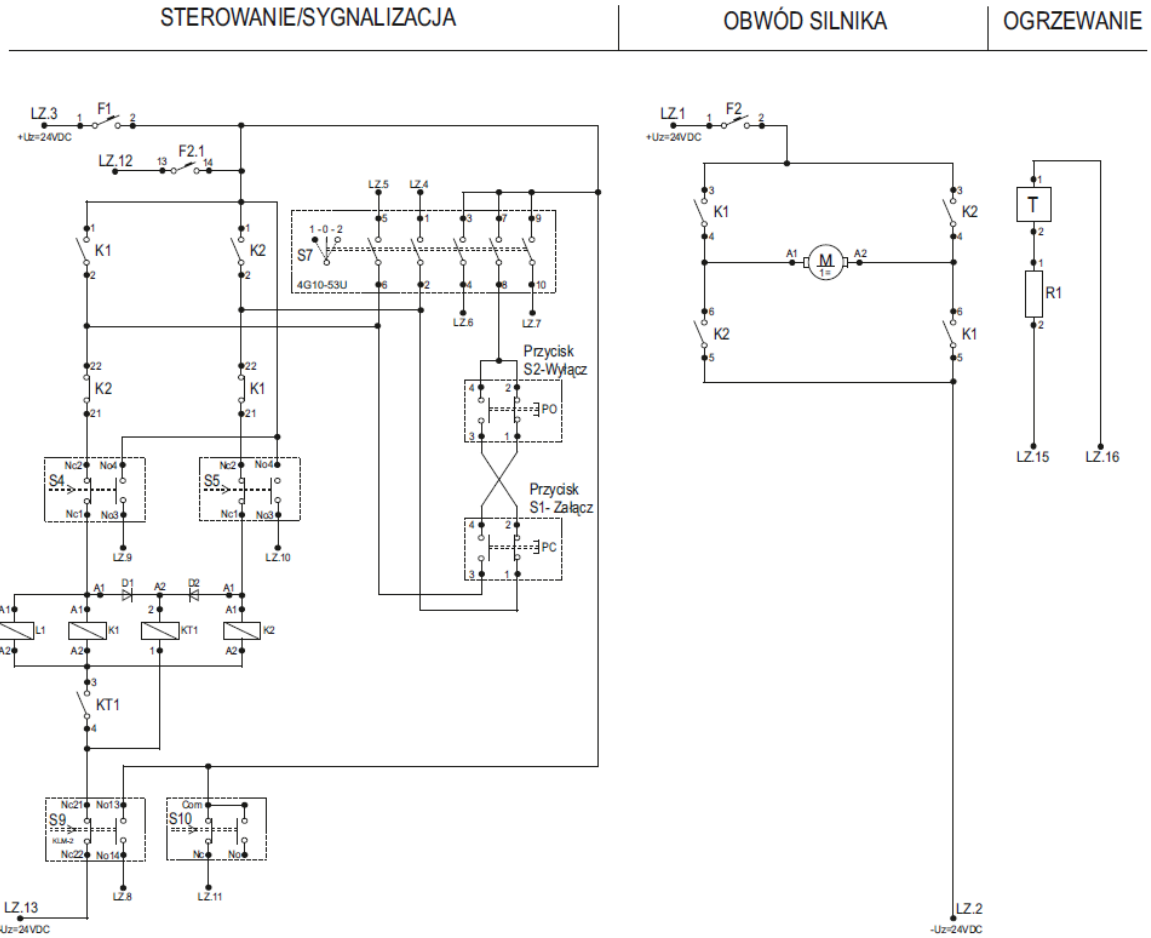 STEROWANIE/SYGNALIZACJA
OBWÓD SILNIKA
OGRZEWANIE
LZ.3
1
F1
2
+Uz=24VDC
LZ.12
13
F2.1
14
1
K1
2
1
K2
2
LZ.5
LZ.4
5
1
3
7
9
1 - 0 - 2
S7
4G10-53U
6
2
4
8
10
LZ.6
LZ.7
22
K2
21
22
K1
21
Przycisk
S2-Wyłącz
4
2
PO
3
1
Nc2
No4
S4
Nc1
No3
LZ.9
Nc2
No4
S5
Nc1
No3
LZ.10
Przycisk
S1- Załącz
4
2
PC
3
1
A1
D1
A2
D2
A1
A1
L1
A2
A1
K1
A2
2
KT1
1
A1
K2
A2
3
KT1
4
Nc21
No13
S9
KLM-2
Nc22
No14
LZ.8
Com
S10
Nc
No
LZ.11
LZ.13
-Uz=24VDC
LZ.1
1
F2
2
+Uz=24VDC
3
K1
4
3
K2
4
A1
M
1=
A2
6
K2
5
6
K1
5
LZ.2
-Uz=24VDC
1
T
2
1
R1
2
LZ.15
LZ.16